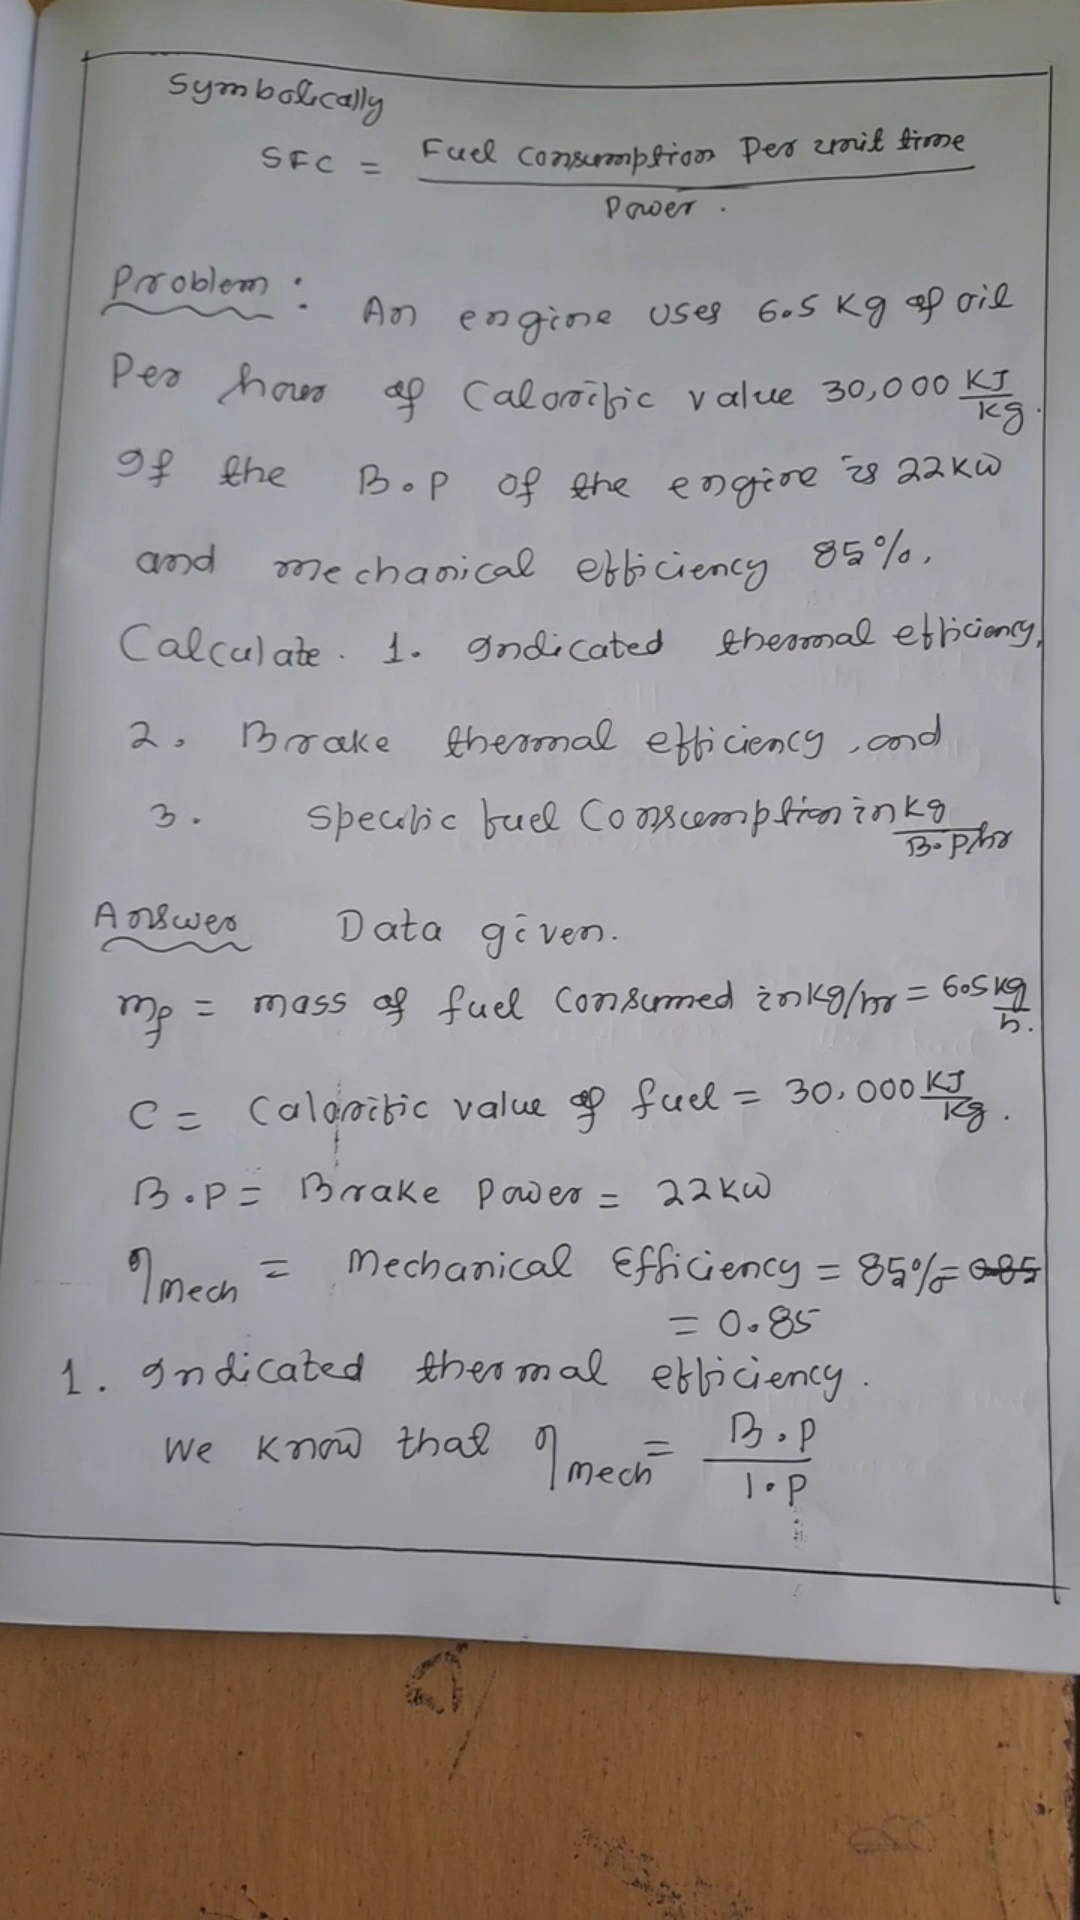 Symbolically
SFC = Fuel Consumption Per unit time
Power.
Problem : An engine uses 6.5 Kg of oil
Per hour of Calorific value 30,000 KJ/Kg.
If the B.P of the engine is 22KW
and mechanical efficiency 85%.
Calculate. 1. Indicated thermal efficiency,
2. Brake thermal efficiency, and
3. Specific fuel Consumption in Kg/B.P/hr
Answer Data given.
mf = mass of fuel Consumed in kg/hr = 6.5 kg/h.
C = Calorific value of fuel = 30,000 KJ/Kg.
B.P = Brake Power = 22KW
ηMech = Mechanical Efficiency = 85% = 0.85
= 0.85
1. Indicated thermal efficiency.
We Know that ηMech = B.P
I.P